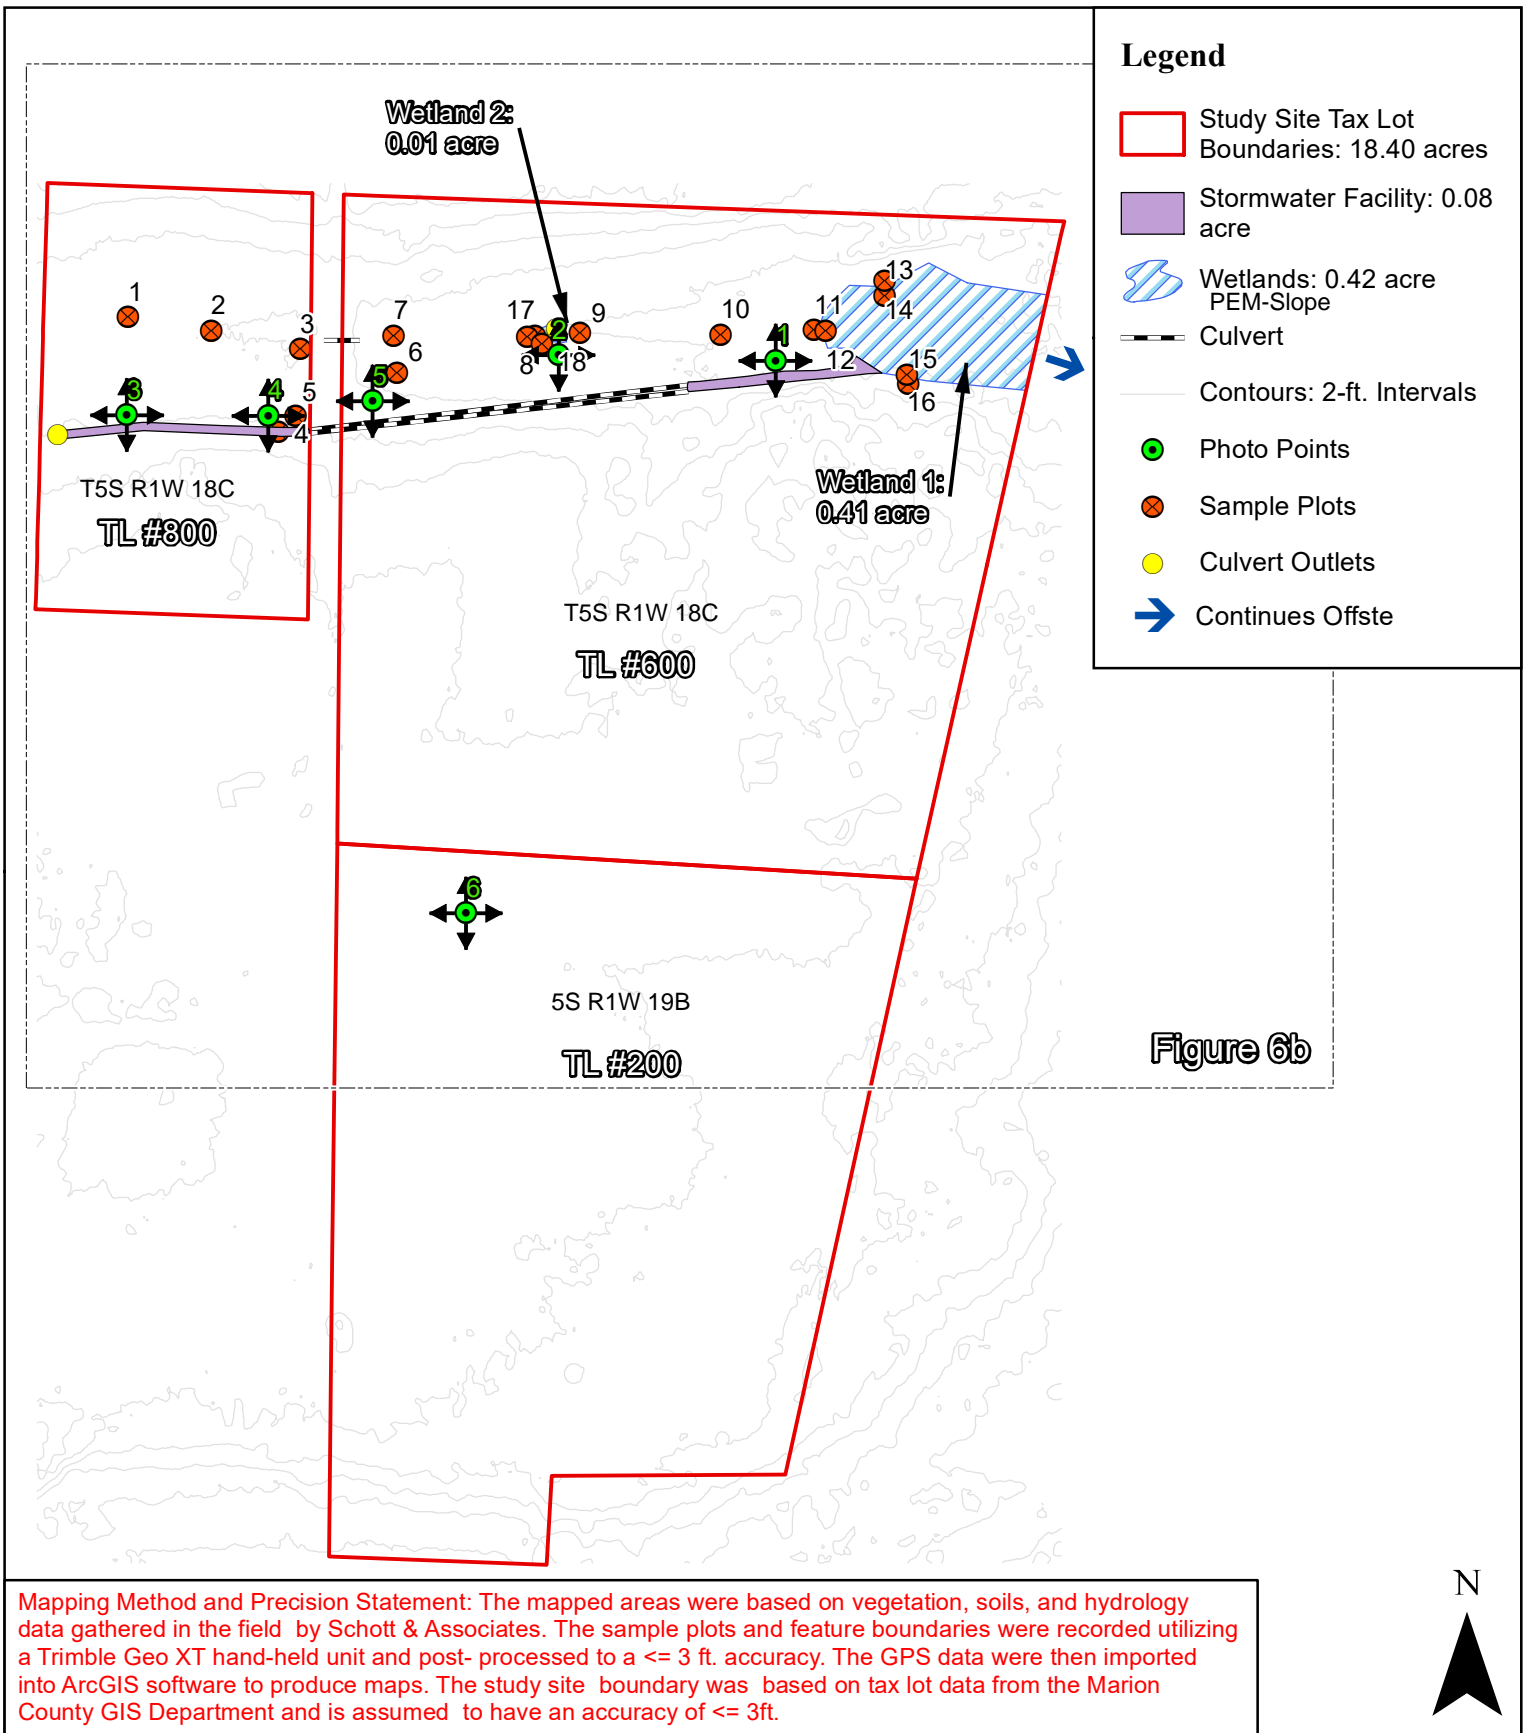 Legend
Study Site Tax Lot
Boundaries: 18.40 acres
Stormwater Facility: 0.08
acre
Wetlands: 0.42 acre
PEM-Slope
Culvert
Contours: 2-ft. Intervals
Photo Points
Sample Plots
Culvert Outlets
Continues Offste
Wetland 2:
0.01 acre
1
2
3
7
17
2
9
10
11
13
14
6
8
18
1
12
15
16
3
4
5
5
4
T5S R1W 18C
TL #800
Wetland 1:
0.41 acre
T5S R1W 18C
TL #600
6
5S R1W 19B
TL #200
Figure 6b
N
Mapping Method and Precision Statement: The mapped areas were based on vegetation, soils, and hydrology
data gathered in the field  by Schott & Associates. The sample plots and feature boundaries were recorded utilizing
a Trimble Geo XT hand-held unit and post- processed to a <= 3 ft. accuracy. The GPS data were then imported
into ArcGIS software to produce maps. The study site  boundary was  based on tax lot data from the Marion
County GIS Department and is assumed  to have an accuracy of <= 3ft.